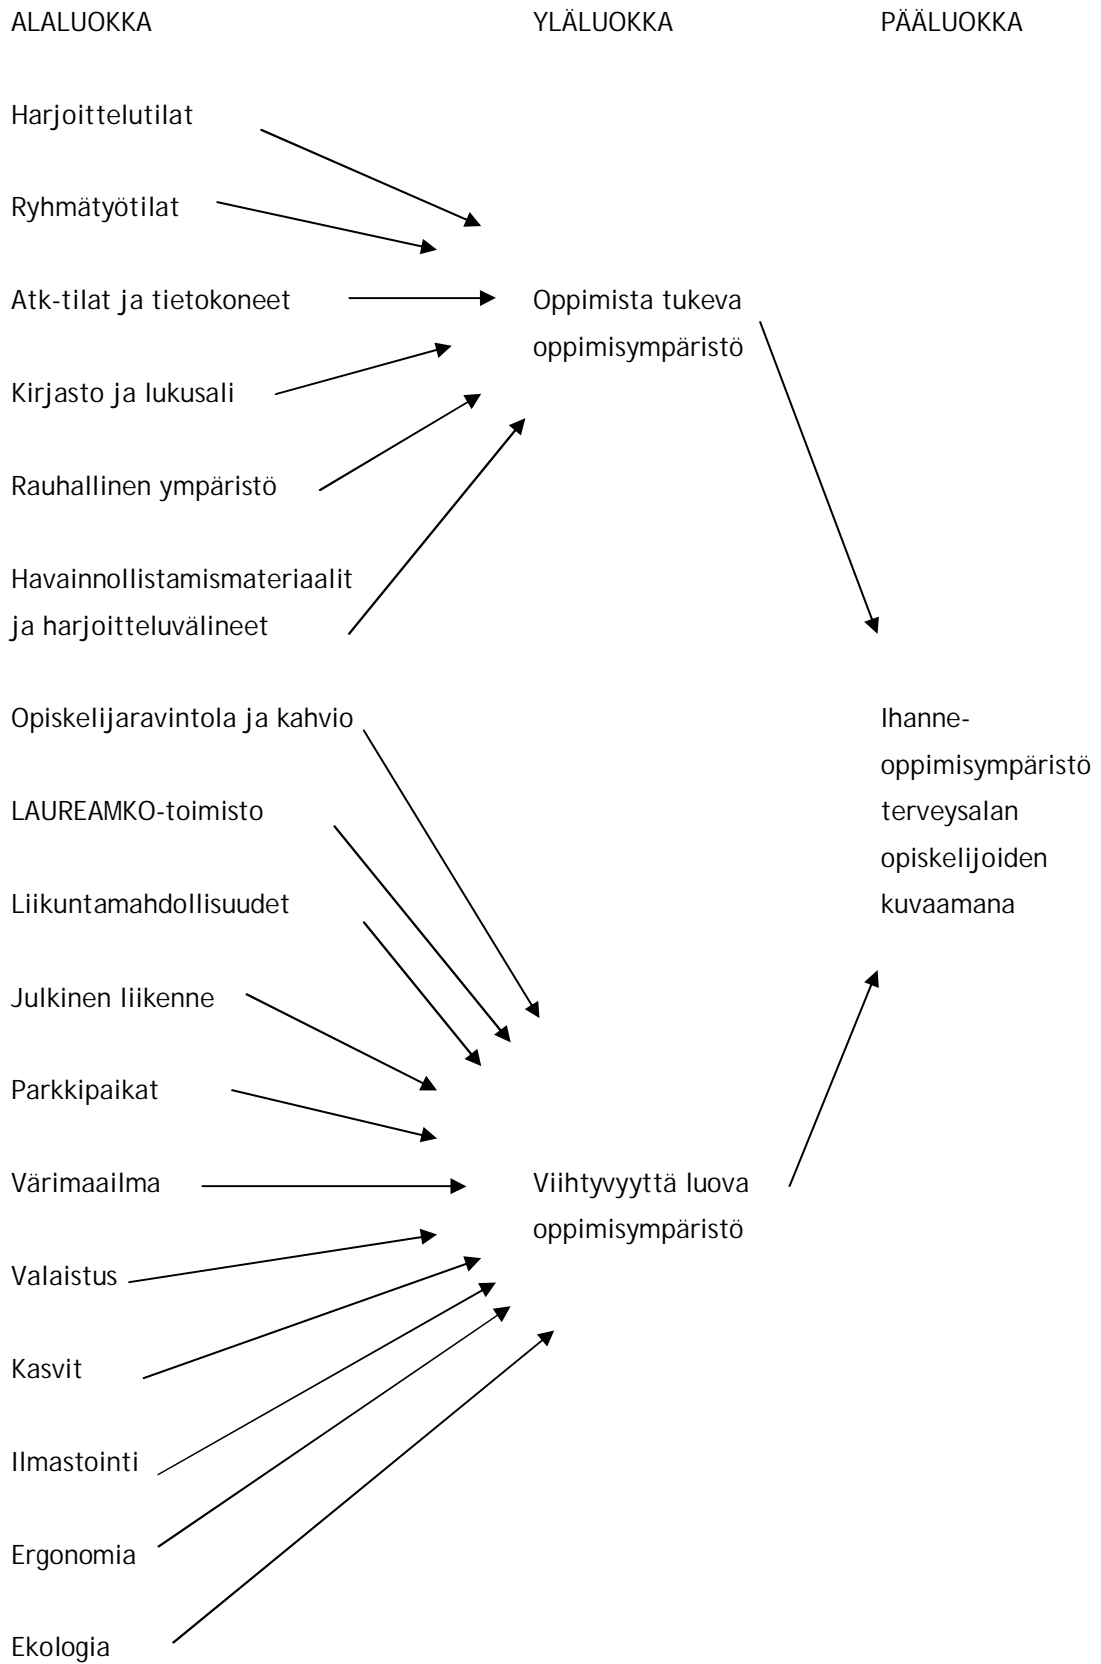 ALALUOKKA YLÄLUOKKA PÄÄLUOKKA
Harjoittelutilat
Ryhmätyötilat
Atk-tilat ja tietokoneet
Kirjasto ja lukusali
Rauhallinen ympäristö
Havainnollistamismateriaalit
ja harjoitteluvälineet
Opiskelijaravintola ja kahvio
LAUREAMKO-toimisto
Liikuntamahdollisuudet
Julkinen liikenne
Parkkipaikat
Värimaailma
Valaistus
Kasvit
Ilmastointi
Ergonomia
Ekologia
Oppimista tukeva
oppimisympäristö
Viihtyvyyttä luova
oppimisympäristö
Ihanne-
oppimisympäristö
terveysalan
opiskelijoiden
kuvaamana